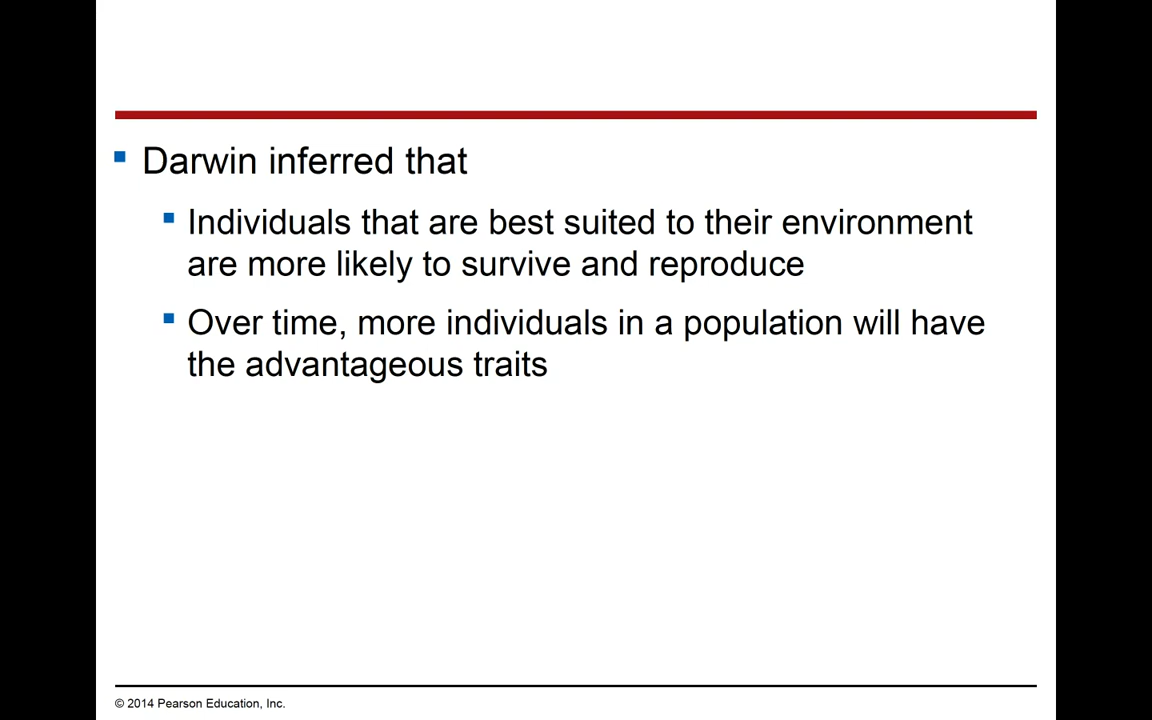 Darwin inferred that
Individuals that are best suited to their environment
are more likely to survive and reproduce
Over time, more individuals in a population will have
the advantageous traits
© 2014 Pearson Education, Inc.